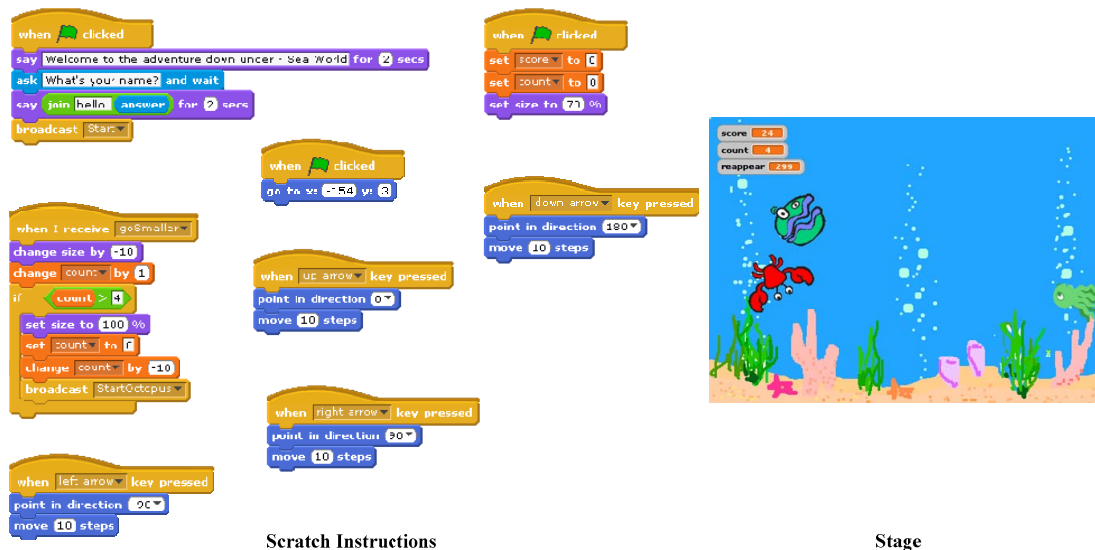 when clicked
say Welcome to the adventure down under - Sea World for 2 secs
ask What's your name? and wait
say join hello answer for 2 secs
broadcast Start
when clicked
set score to 0
set count to 0
set size to 70 %
when clicked
go to x: -154 y: 3
score 24
count 4
reappear 299
when I receive goSmaller
change size by -10
change count by 1
if count > 4
set size to 100 %
set count to 0
change count by -10
broadcast StartOctopus
when up arrow key pressed
point in direction 0
move 10 steps
when down arrow key pressed
point in direction 180
move 10 steps
when right arrow key pressed
point in direction 90
move 10 steps
when left arrow key pressed
point in direction -90
move 10 steps
Scratch Instructions
Stage